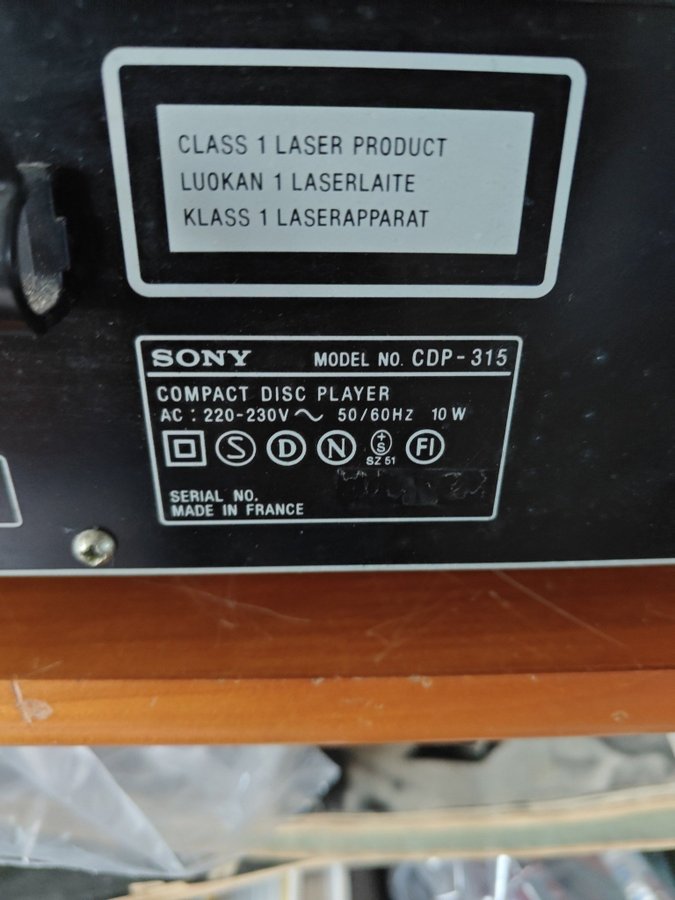 CLASS 1 LASER PRODUCT
LUOKAN 1 LASERLAITE
KLASS 1 LASERAPPARAT
SONY MODEL NO. CDP-315
COMPACT DISC PLAYER
AC : 220-230V ~ 50/60Hz 10 W
S D N +S FI
SZ 51
SERIAL NO.
MADE IN FRANCE